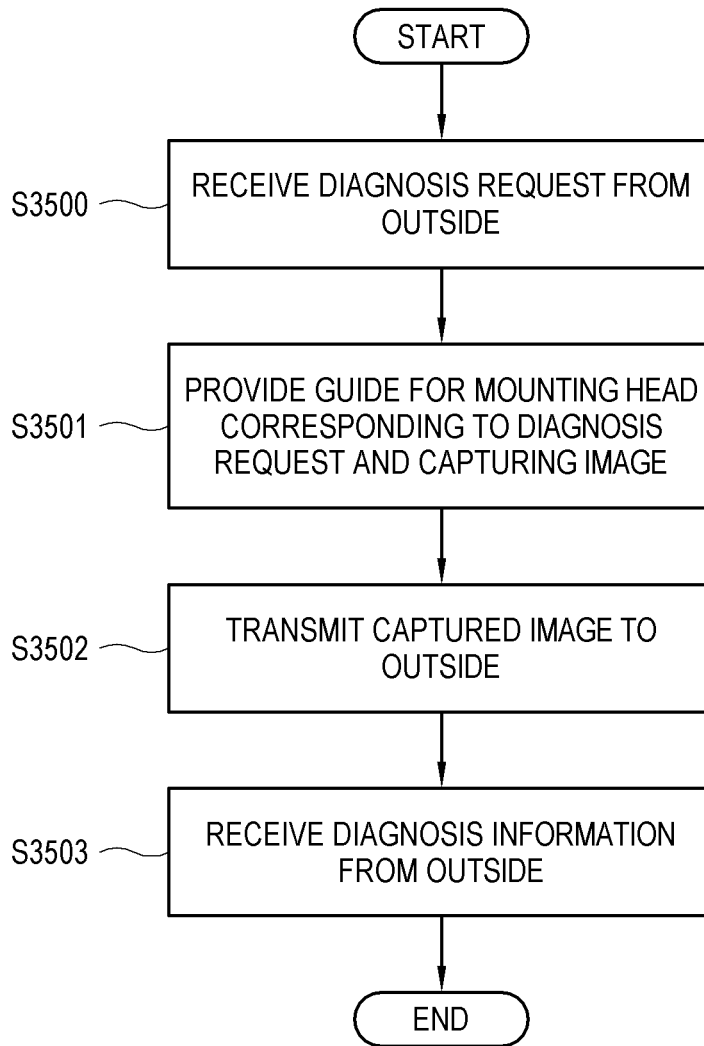 START
S3500
RECEIVE DIAGNOSIS REQUEST FROM
OUTSIDE
S3501
PROVIDE GUIDE FOR MOUNTING HEAD
CORRESPONDING TO DIAGNOSIS
REQUEST AND CAPTURING IMAGE
S3502
TRANSMIT CAPTURED IMAGE TO
OUTSIDE
S3503
RECEIVE DIAGNOSIS INFORMATION
FROM OUTSIDE
END